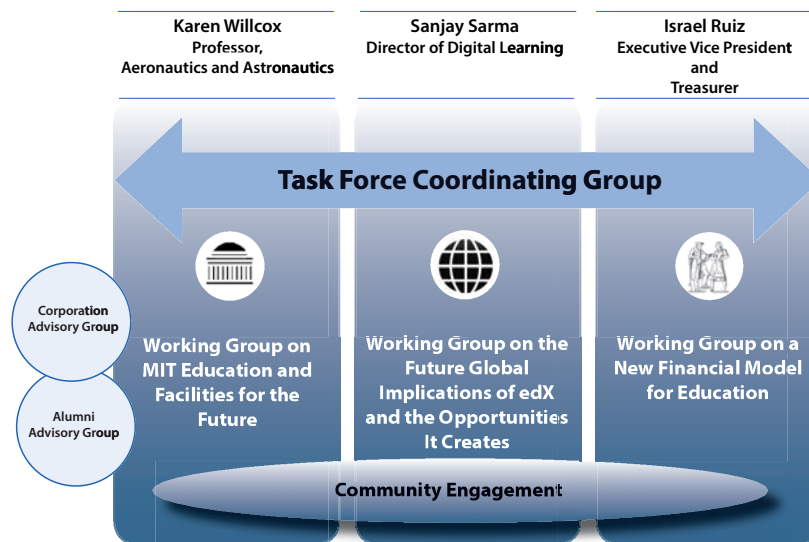 Karen Willcox
Professor,
Aeronautics and Astronautics
Sanjay Sarma
Director of Digital Learning
Israel Ruiz
Executive Vice President
and
Treasurer
Task Force Coordinating Group
Corporation
Advisory Group
Alumni
Advisory Group
Working Group on
MIT Education and
Facilities for the
Future
Working Group on the
Future Global
Implications of edX
and the Opportunities
It Creates
Working Group on a
New Financial Model
for Education
Community Engagement